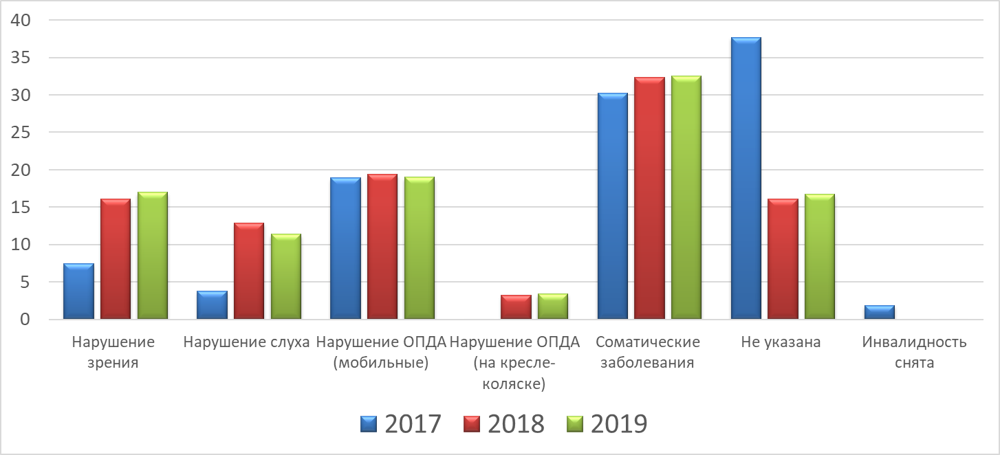 40
35
30
25
20
15
10
5
0
Нарушение зрения
Нарушение слуха
Нарушение ОПДА (мобильные)
Нарушение ОПДА (на кресле-коляске)
Соматические заболевания
Не указана
Инвалидность снята
2017 2018 2019